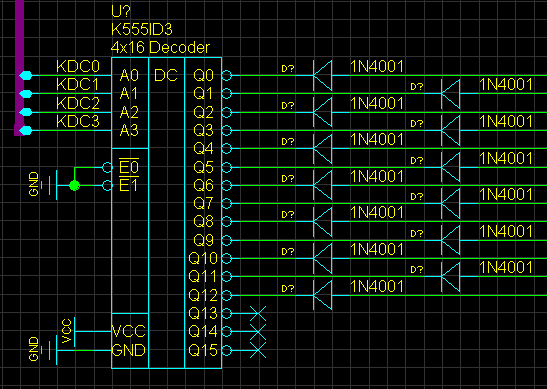 U?
K555ID3
4x16 Decoder
KDC0 A0 DC Q0 D? 1N4001
KDC1 A1 Q1 D? 1N4001
KDC2 A2 Q2 D? 1N4001
KDC3 A3 Q3 D? 1N4001
Q4 D? 1N4001
E0 Q5 D? 1N4001
GND E1 Q6 D? 1N4001
Q7 D? 1N4001
Q8 D? 1N4001
Q9 D? 1N4001
Q10 D? 1N4001
Q11 D? 1N4001
Q12 D? 1N4001
Q13
VCC VCC Q14
GND GND Q15